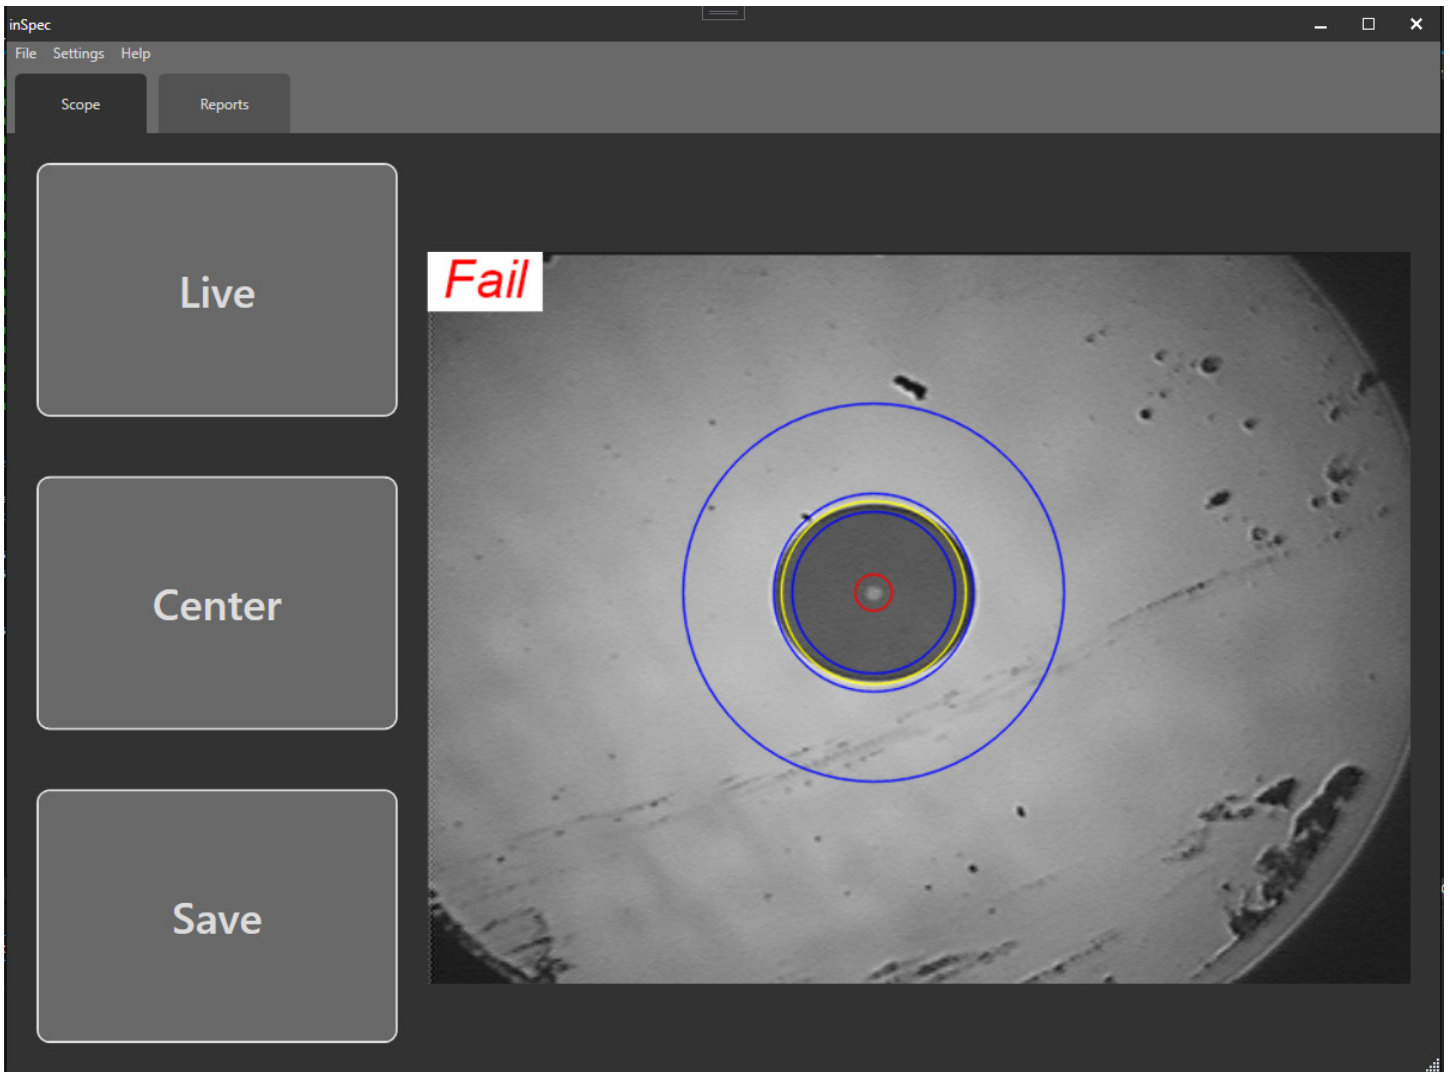 inSpec
File Settings Help
Scope Reports
Live
Fail
Center
Save